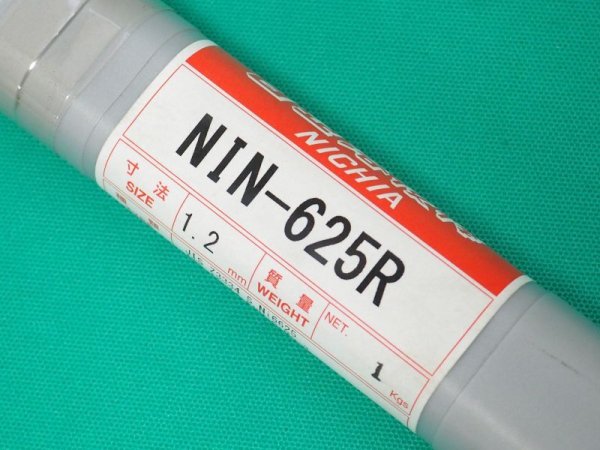 NICHIA
NIN-625R
寸法 1.2 mm 質量 NET. 1 Kgs
SIZE WEIGHT